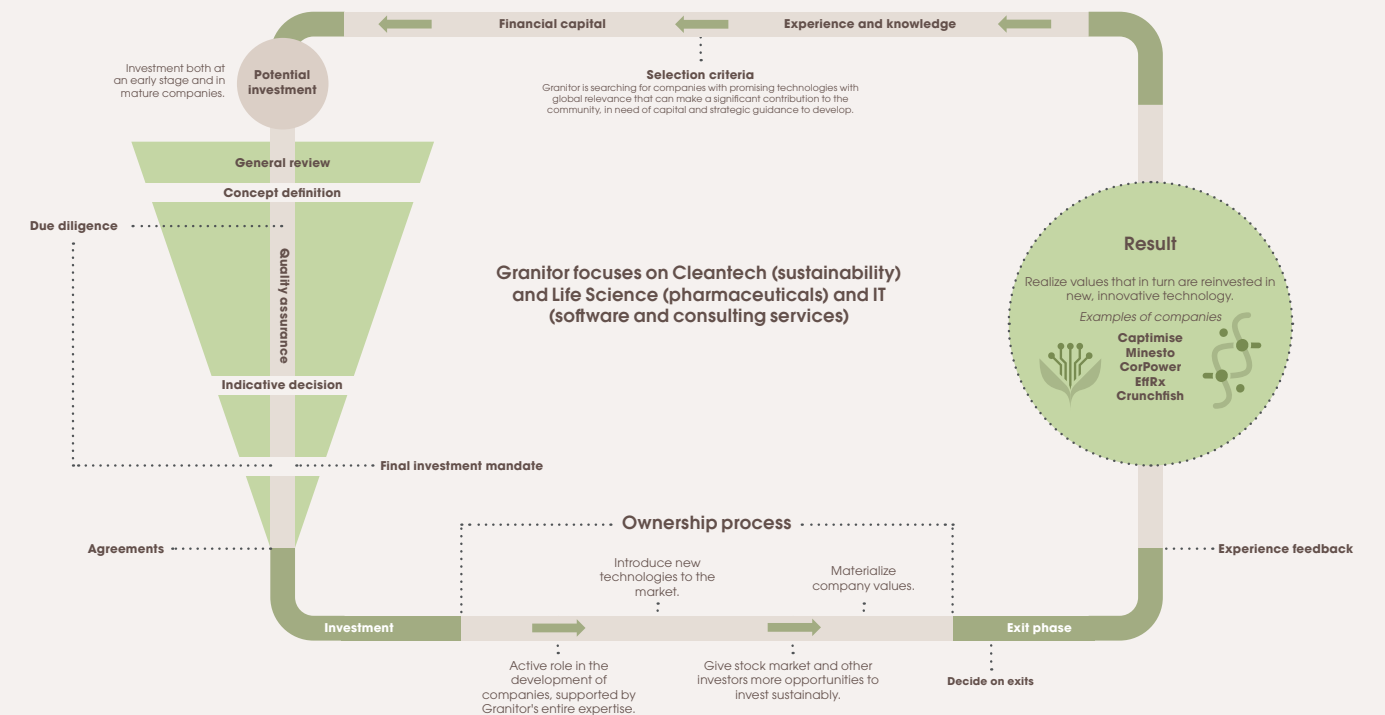 Financial capital
Experience and knowledge
Investment both at
an early stage and in
mature companies.
Potential
investment
Selection criteria
Granitor is searching for companies with promising technologies with
global relevance that can make a significant contribution to the
community, in need of capital and strategic guidance to develop.
General review
Concept definition
Due diligence
Quality assurance
Indicative decision
Final investment mandate
Agreements
Granitor focuses on Cleantech (sustainability)
and Life Science (pharmaceuticals) and IT
(software and consulting services)
Result
Realize values that in turn are reinvested in
new, innovative technology.
Examples of companies
Captimise
Minesto
CorPower
EffRx
Crunchfish
Ownership process
Experience feedback
Introduce new
technologies to the
market.
Materialize
company values.
Investment
Exit phase
Active role in the
development of
companies, supported by
Granitor's entire expertise.
Give stock market and other
investors more opportunities to
invest sustainably.
Decide on exits